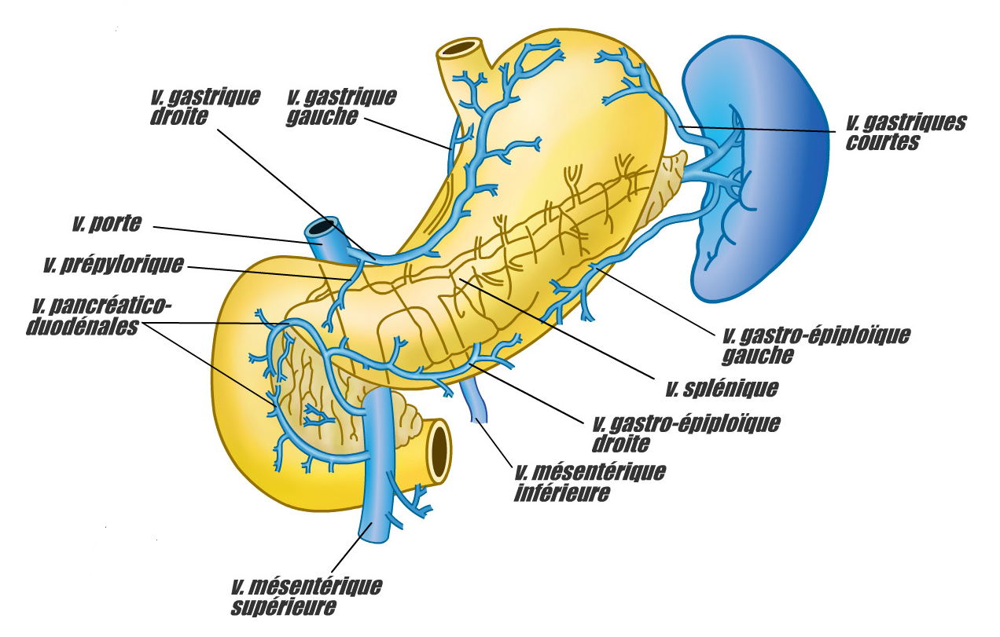 v. gastrique
droite
v. gastrique
gauche
v. gastriques
courtes
v. porte
v. prépylorique
v. pancréatico-
duodénales
v. gastro-épiploïque
gauche
v. splénique
v. gastro-épiploïque
droite
v. mésentérique
inférieure
v. mésentérique
supérieure